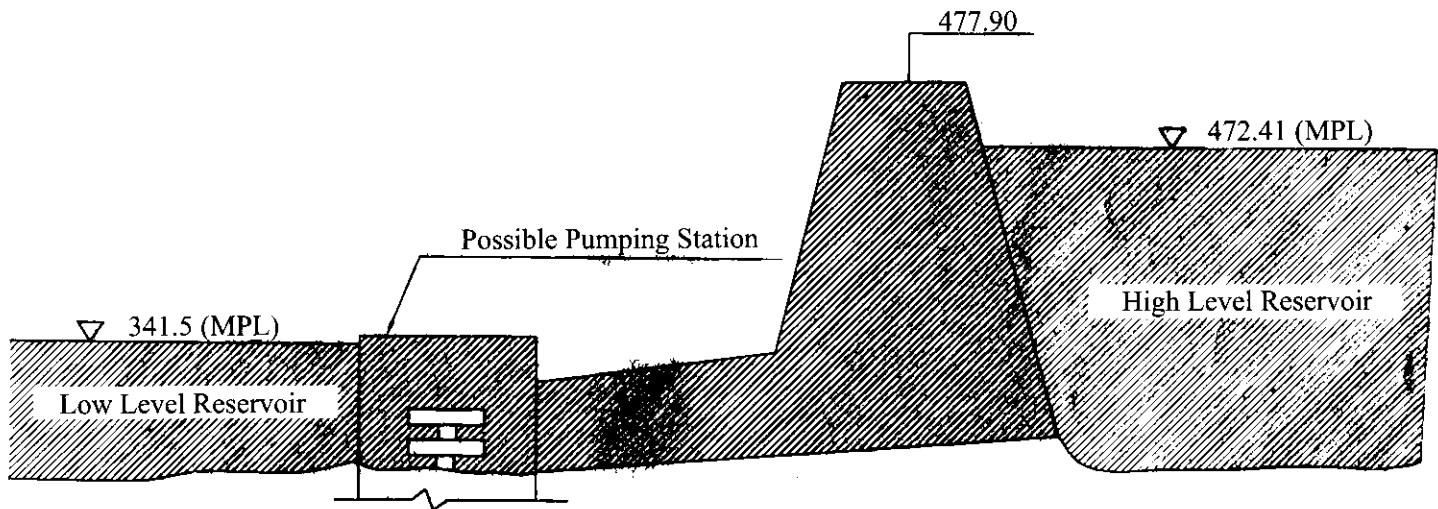 477.90
472.41 (MPL)
Possible Pumping Station
High Level Reservoir
341.5 (MPL)
Low Level Reservoir